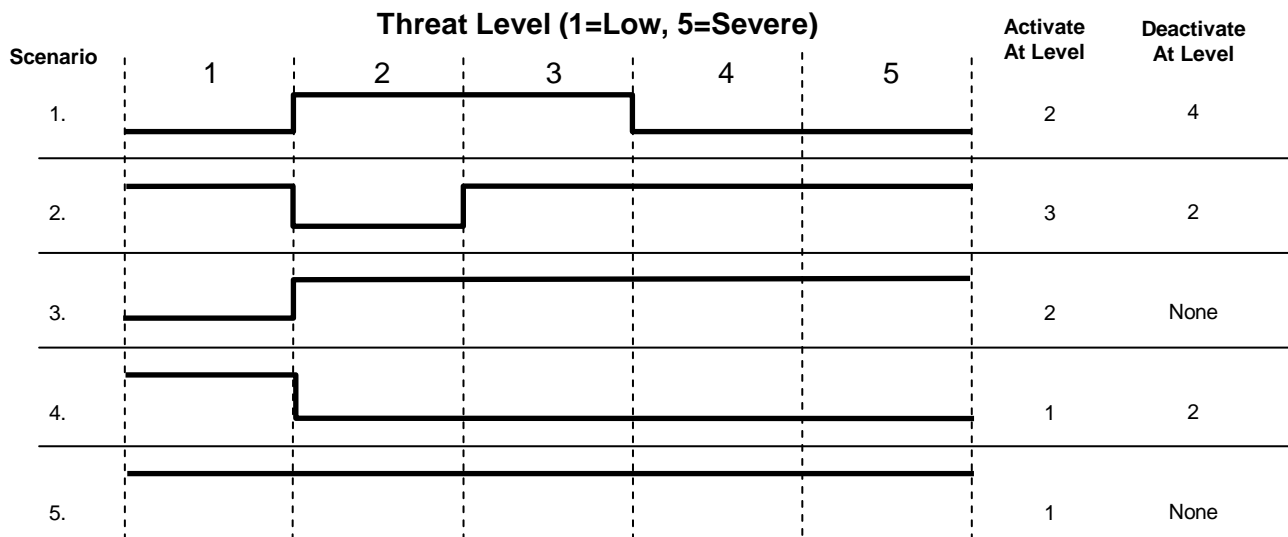 Threat Level (1=Low, 5=Severe)
Activate
At Level
Deactivate
At Level
Scenario
1 2 3 4 5
1. 2 4
2. 3 2
3. 2 None
4. 1 2
5. 1 None